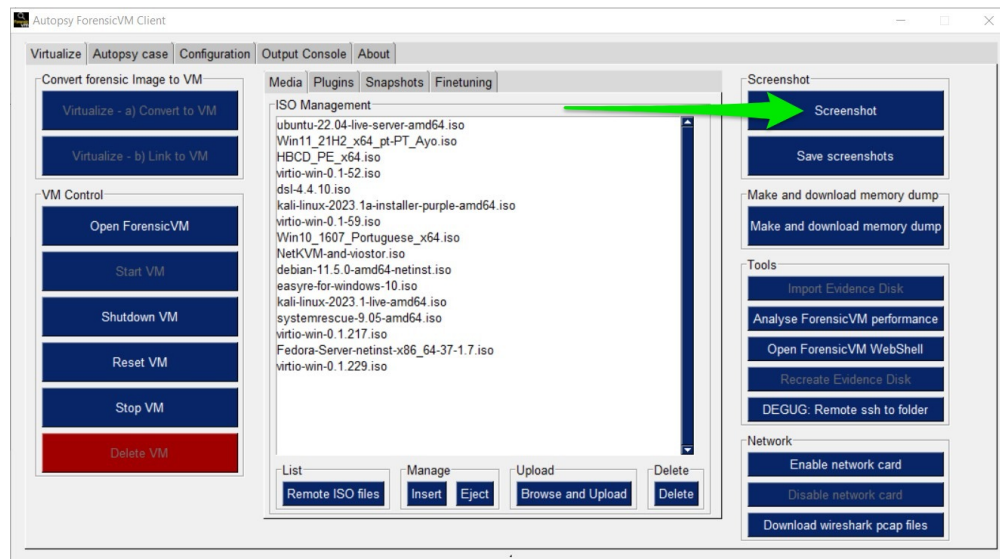 Autopsy ForensicVM Client
Virtualize
Autopsy case
Configuration
Output Console
About
Convert forensic Image to VM
Virtualize - a) Convert to VM
Virtualize - b) Link to VM
VM Control
Open ForensicVM
Start VM
Shutdown VM
Reset VM
Stop VM
Delete VM
Media
Plugins
Snapshots
Finetuning
ISO Management
ubuntu-22.04-live-server-amd64.iso
Win11_21H2_x64_pt-PT_Ayo.iso
HBCD_PE_x64.iso
virtio-win-0.1-52.iso
dsl-4.4.10.iso
kali-linux-2023.1a-installer-purple-amd64.iso
virtio-win-0.1-59.iso
Win10_1607_Portuguese_x64.iso
NetKVM-and-viostor.iso
debian-11.5.0-amd64-netinst.iso
easyre-for-windows-10.iso
kali-linux-2023.1-live-amd64.iso
systemrescue-9.05-amd64.iso
virtio-win-0.1.217.iso
Fedora-Server-netinst-x86_64-37-1.7.iso
virtio-win-0.1.229.iso
List
Remote ISO files
Manage
Insert
Eject
Upload
Browse and Upload
Delete
Delete
Screenshot
Screenshot
Save screenshots
Make and download memory dump
Make and download memory dump
Tools
Import Evidence Disk
Analyse ForensicVM performance
Open ForensicVM WebShell
Recreate Evidence Disk
DEGUG: Remote ssh to folder
Network
Enable network card
Disable network card
Download wireshark pcap files